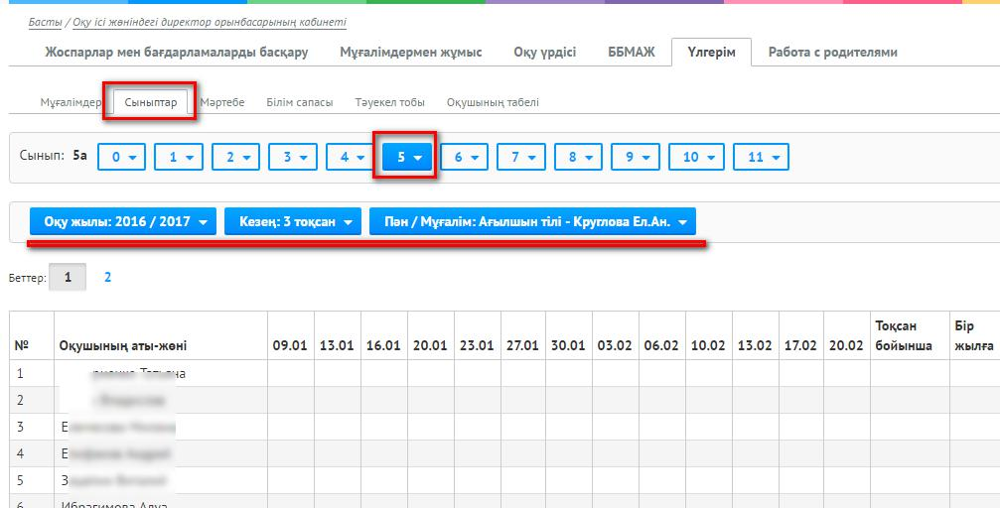 Басты / Оқу ісі жөніндегі директор орынбасарының кабинеті
Жоспарлар мен бағдарламаларды басқару Мұғалімдермен жұмыс Оқу үрдісі ББМАЖ Үлгерім Работа с родителями
Мұғалімдер Сыныптар Мәртебе Білім сапасы Тәуекел тобы Оқушының табелі
Сынып: 5а 0 1 2 3 4 5 6 7 8 9 10 11
Оқу жылы: 2016 / 2017 Кезең: 3 тоқсан Пән / Мұғалім: Ағылшын тілі - Круглова Ел.Ан.
Беттер: 1 2
№ Оқушының аты-жөні 09.01 13.01 16.01 20.01 23.01 27.01 30.01 03.02 06.02 10.02 13.02 17.02 20.02 Тоқсан бойынша Бір жылға
1
2
3
4
5
6 Ибрагимова Алуа